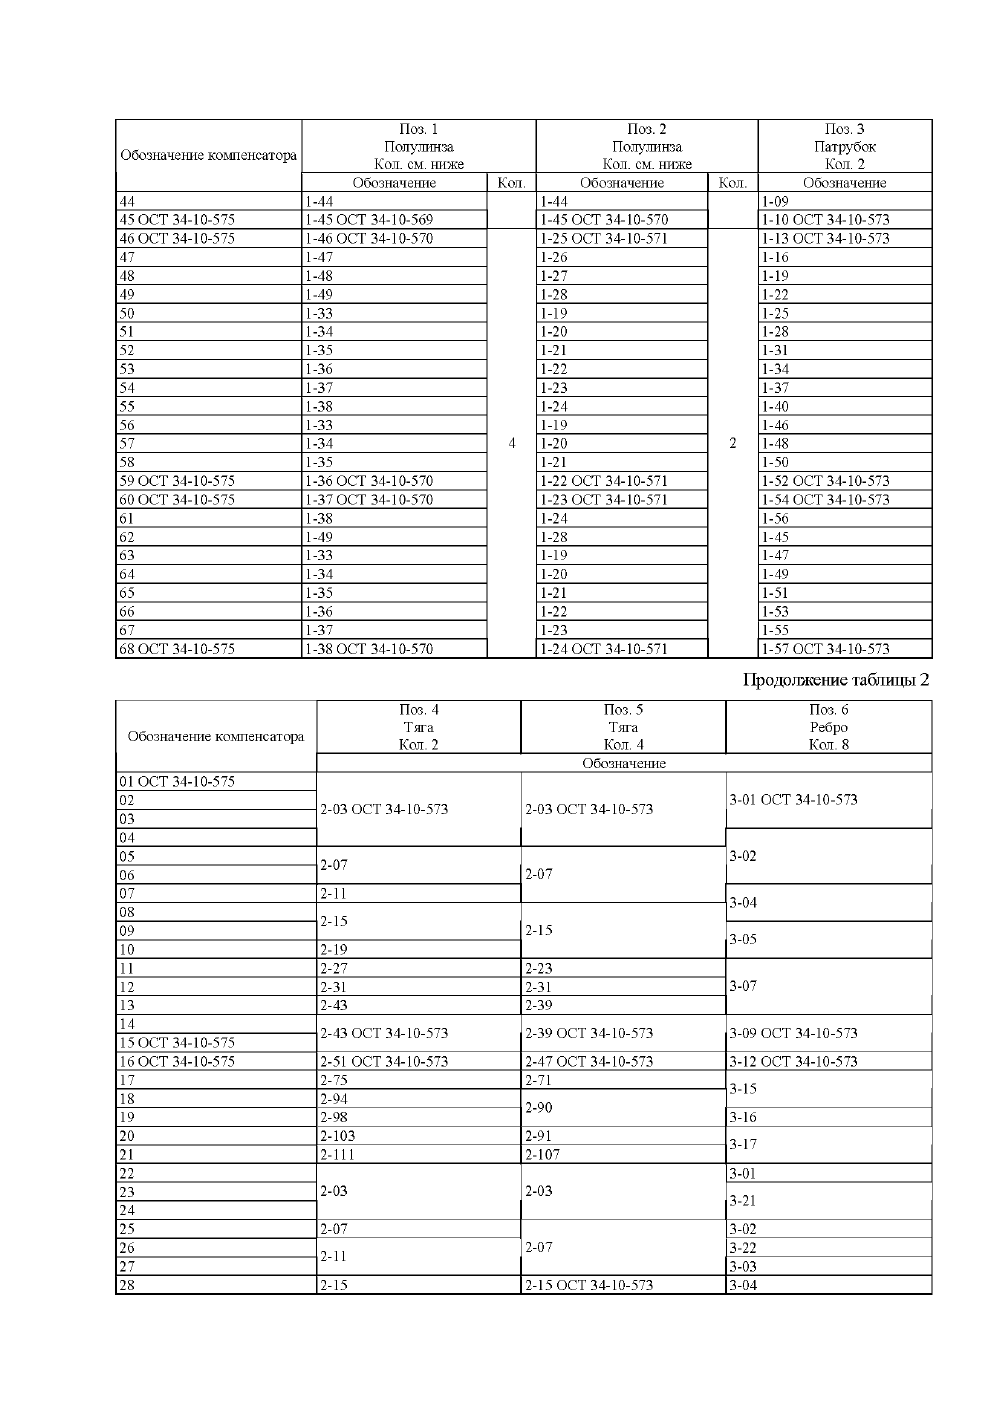 Обозначение компенсатора Поз. 1 Полулинза Кол. см. ниже Поз. 2 Полулинза Кол. см. ниже Поз. 3 Патрубок Кол. 2
Обозначение Кол. Обозначение Кол. Обозначение
44 1-44 1-44 1-09
45 ОСТ 34-10-575 1-45 ОСТ 34-10-569 1-45 ОСТ 34-10-570 1-10 ОСТ 34-10-573
46 ОСТ 34-10-575 1-46 ОСТ 34-10-570 1-25 ОСТ 34-10-571 1-13 ОСТ 34-10-573
47 1-47 1-26 1-16
48 1-48 1-27 1-19
49 1-49 1-28 1-22
50 1-33 1-19 1-25
51 1-34 1-20 1-28
52 1-35 1-21 1-31
53 1-36 1-22 1-34
54 1-37 1-23 1-37
55 1-38 1-24 1-40
56 1-33 1-19 1-46
57 1-34 4 1-20 2 1-48
58 1-35 1-21 1-50
59 ОСТ 34-10-575 1-36 ОСТ 34-10-570 1-22 ОСТ 34-10-571 1-52 ОСТ 34-10-573
60 ОСТ 34-10-575 1-37 ОСТ 34-10-570 1-23 ОСТ 34-10-571 1-54 ОСТ 34-10-573
61 1-38 1-24 1-56
62 1-49 1-28 1-45
63 1-33 1-19 1-47
64 1-34 1-20 1-49
65 1-35 1-21 1-51
66 1-36 1-22 1-53
67 1-37 1-23 1-55
68 ОСТ 34-10-575 1-38 ОСТ 34-10-570 1-24 ОСТ 34-10-571 1-57 ОСТ 34-10-573
Продолжение таблицы 2
Обозначение компенсатора Поз. 4 Тяга Кол. 2 Поз. 5 Тяга Кол. 4 Поз. 6 Ребро Кол. 8
Обозначение
01 ОСТ 34-10-575
02 2-03 ОСТ 34-10-573 2-03 ОСТ 34-10-573 3-01 ОСТ 34-10-573
03
04
05 2-07 3-02
06 2-07
07 2-11 3-04
08 2-15
09 2-15 3-05
10 2-19
11 2-27 2-23
12 2-31 2-31 3-07
13 2-43 2-39
14 2-43 ОСТ 34-10-573 2-39 ОСТ 34-10-573 3-09 ОСТ 34-10-573
15 ОСТ 34-10-575
16 ОСТ 34-10-575 2-51 ОСТ 34-10-573 2-47 ОСТ 34-10-573 3-12 ОСТ 34-10-573
17 2-75 2-71 3-15
18 2-94 2-90
19 2-98 3-16
20 2-103 2-91 3-17
21 2-111 2-107
22 3-01
23 2-03 2-03 3-21
24
25 2-07 3-02
26 2-11 2-07 3-22
27 3-03
28 2-15 2-15 ОСТ 34-10-573 3-04